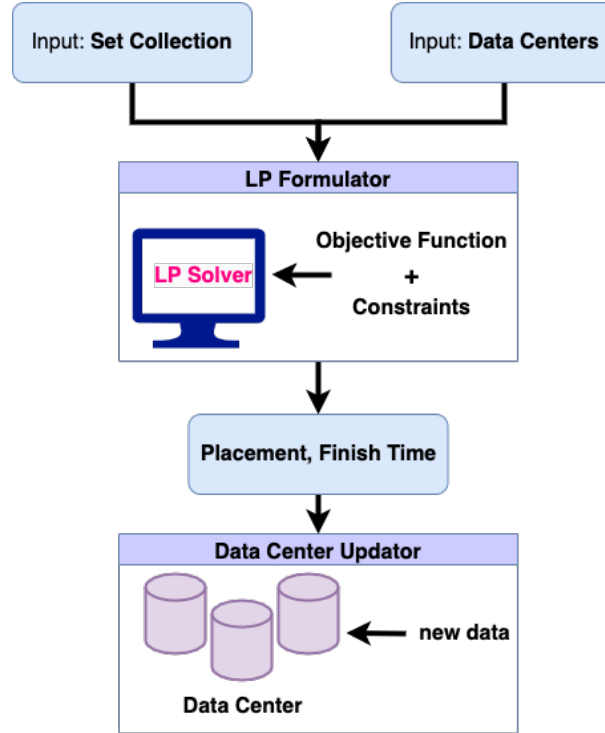 Input: Set Collection
Input: Data Centers
LP Formulator
LP Solver
Objective Function
+
Constraints
Placement, Finish Time
Data Center Updator
new data
Data Center